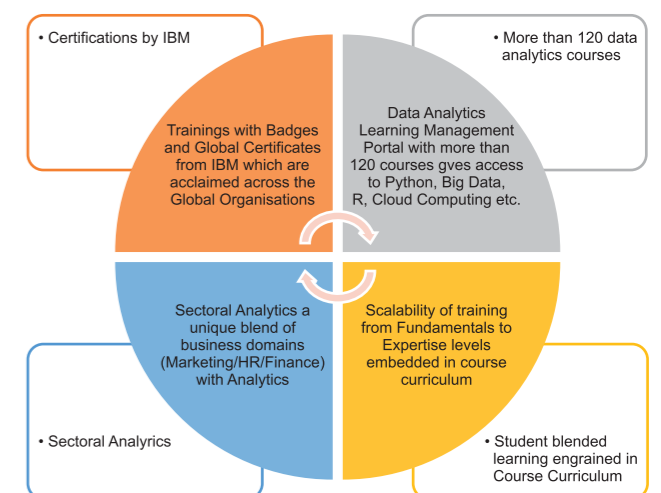 • Certifications by IBM
• More than 120 data
analytics courses
Trainings with Badges
and Global Certificates
from IBM which are
acclaimed across the
Global Organisations
Data Analytics
Learning Management
Portal with more than
120 courses gves access
to Python, Big Data,
R, Cloud Computing etc.
Sectoral Analytics a
unique blend of
business domains
(Marketing/HR/Finance)
with Analytics
Scalability of training
from Fundamentals to
Expertise levels
embedded in course
curriculum
• Sectoral Analyrics
• Student blended
learning engrained in
Course Curriculum